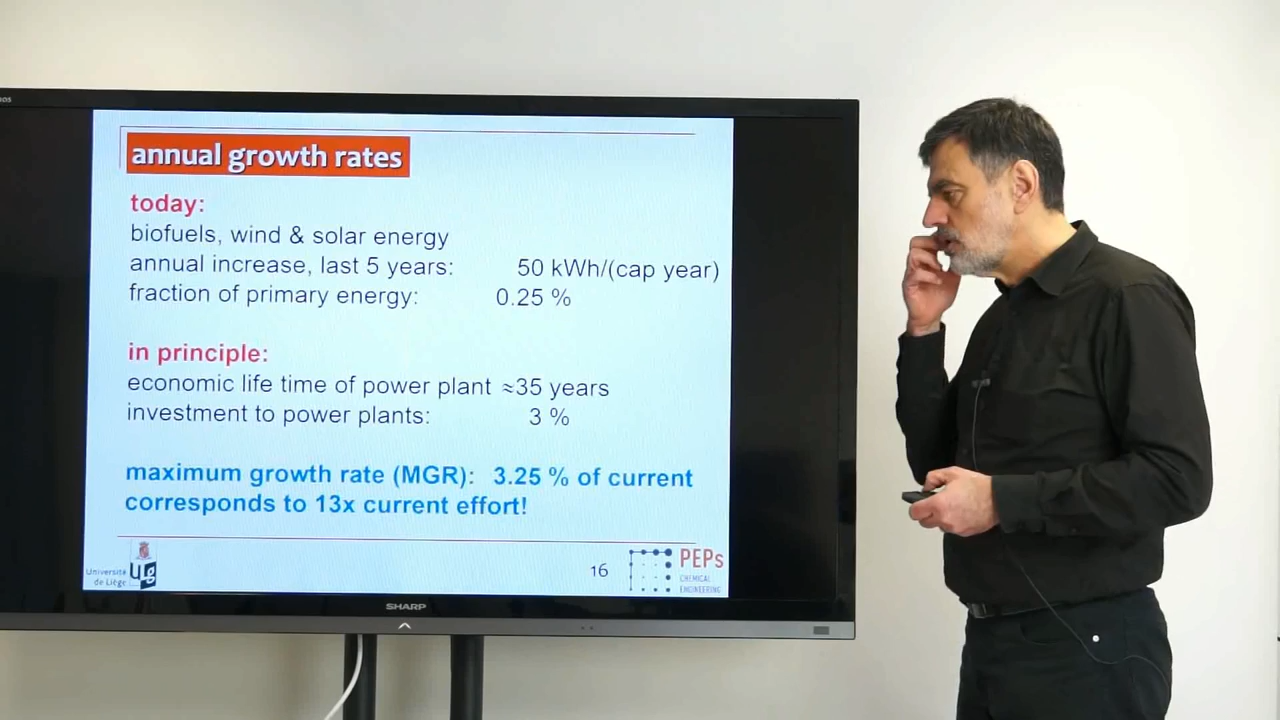 annual growth rates
today:
biofuels, wind & solar energy
annual increase, last 5 years: 50 kWh/(cap year)
fraction of primary energy: 0.25 %
in principle:
economic life time of power plant ≈35 years
investment to power plants: 3 %
maximum growth rate (MGR): 3.25 % of current
corresponds to 13x current effort!
Université
de Liège
16
PEPs
CHEMICAL
ENGINEERING
SHARP